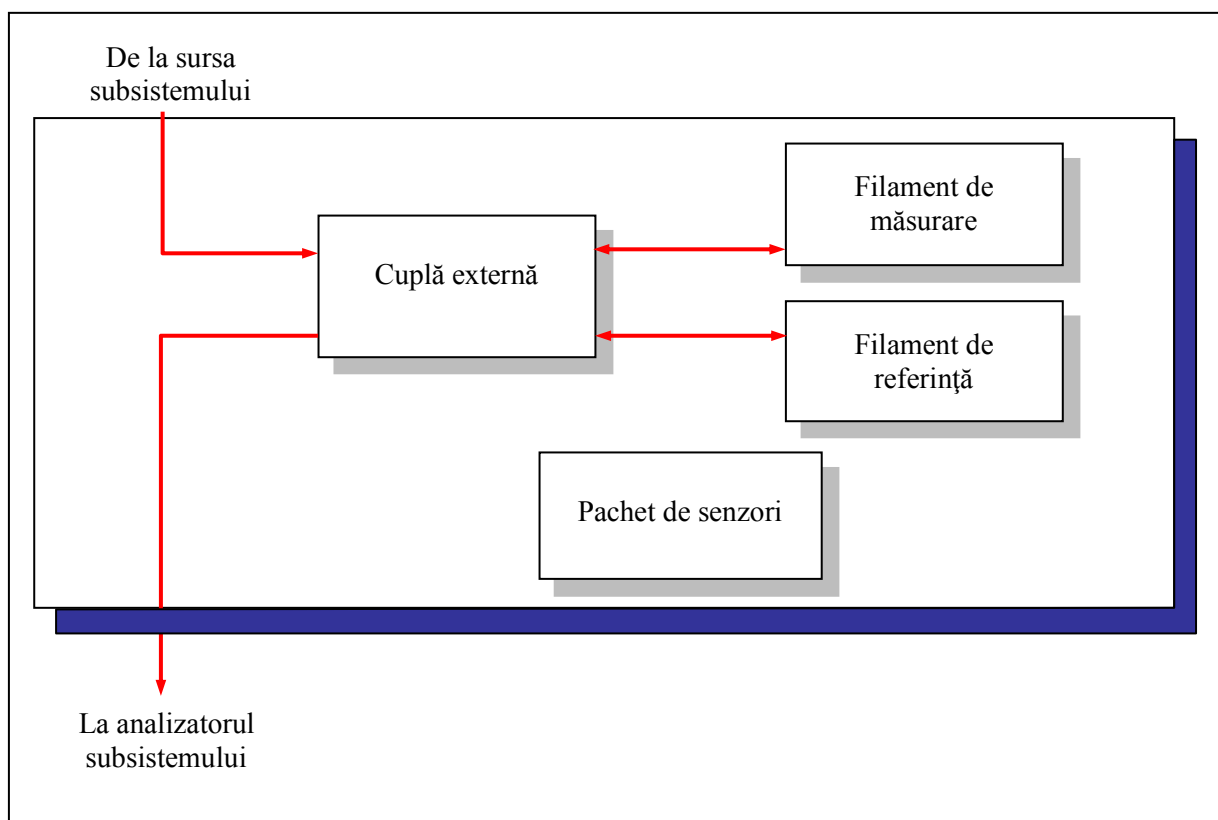 De la sursa
subsistemului
Filament de
măsurare
Cuplă externă
Filament de
referinţă
Pachet de senzori
La analizatorul
subsistemului